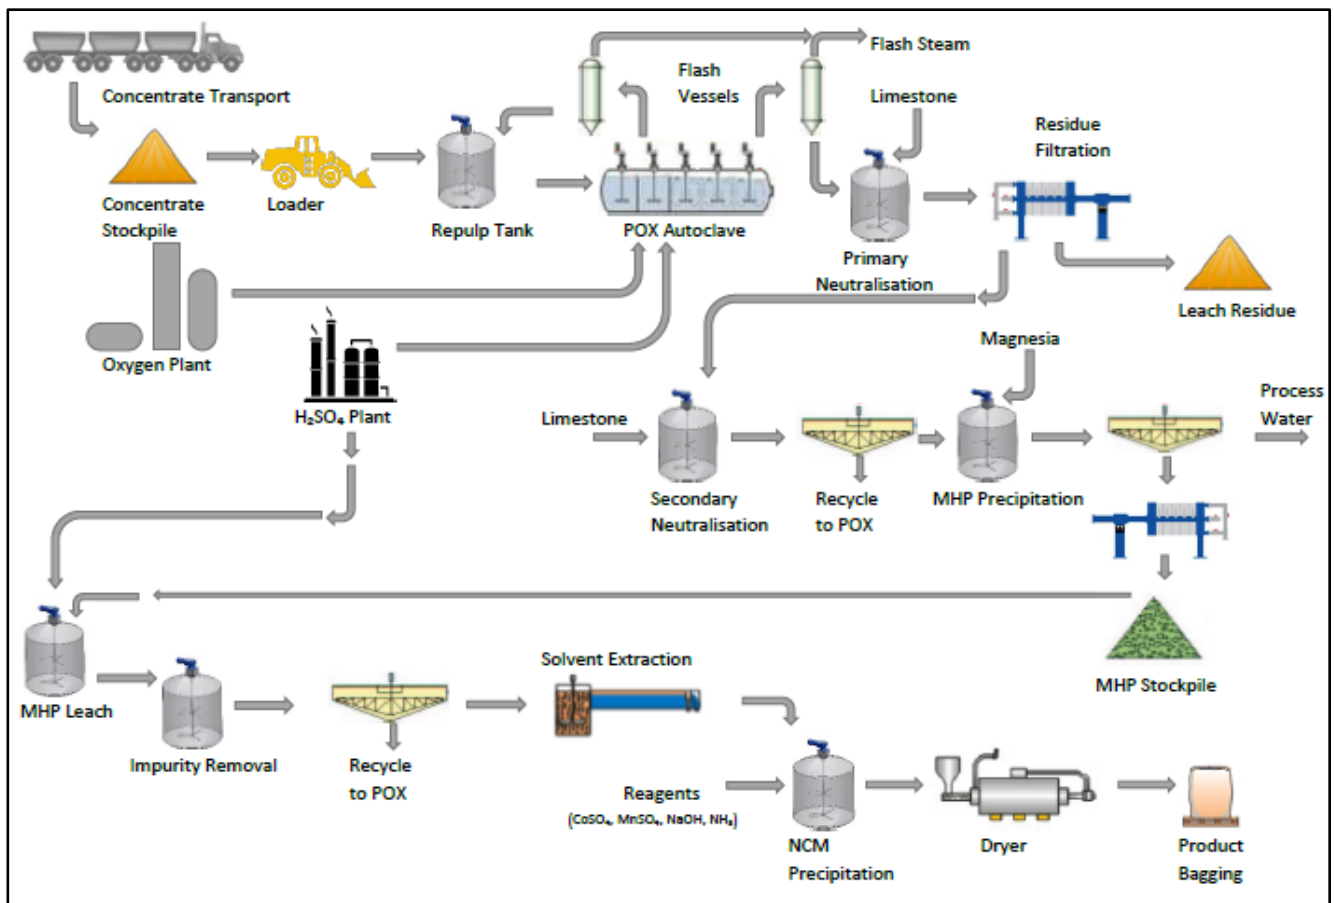 Flash Steam
Concentrate Transport
Flash
Vessels
Limestone
Residue
Filtration
Concentrate
Stockpile
Loader
Repulp Tank
POX Autoclave
Primary
Neutralisation
Leach Residue
Oxygen Plant
H₂SO₄ Plant
Magnesia
Limestone
Process
Water
Secondary
Neutralisation
Recycle
to POX
MHP Precipitation
MHP Leach
Impurity Removal
Recycle
to POX
Solvent Extraction
MHP Stockpile
Reagents
(CoSO₄, MnSO₄, NaOH, NH₃)
NCM
Precipitation
Dryer
Product
Bagging